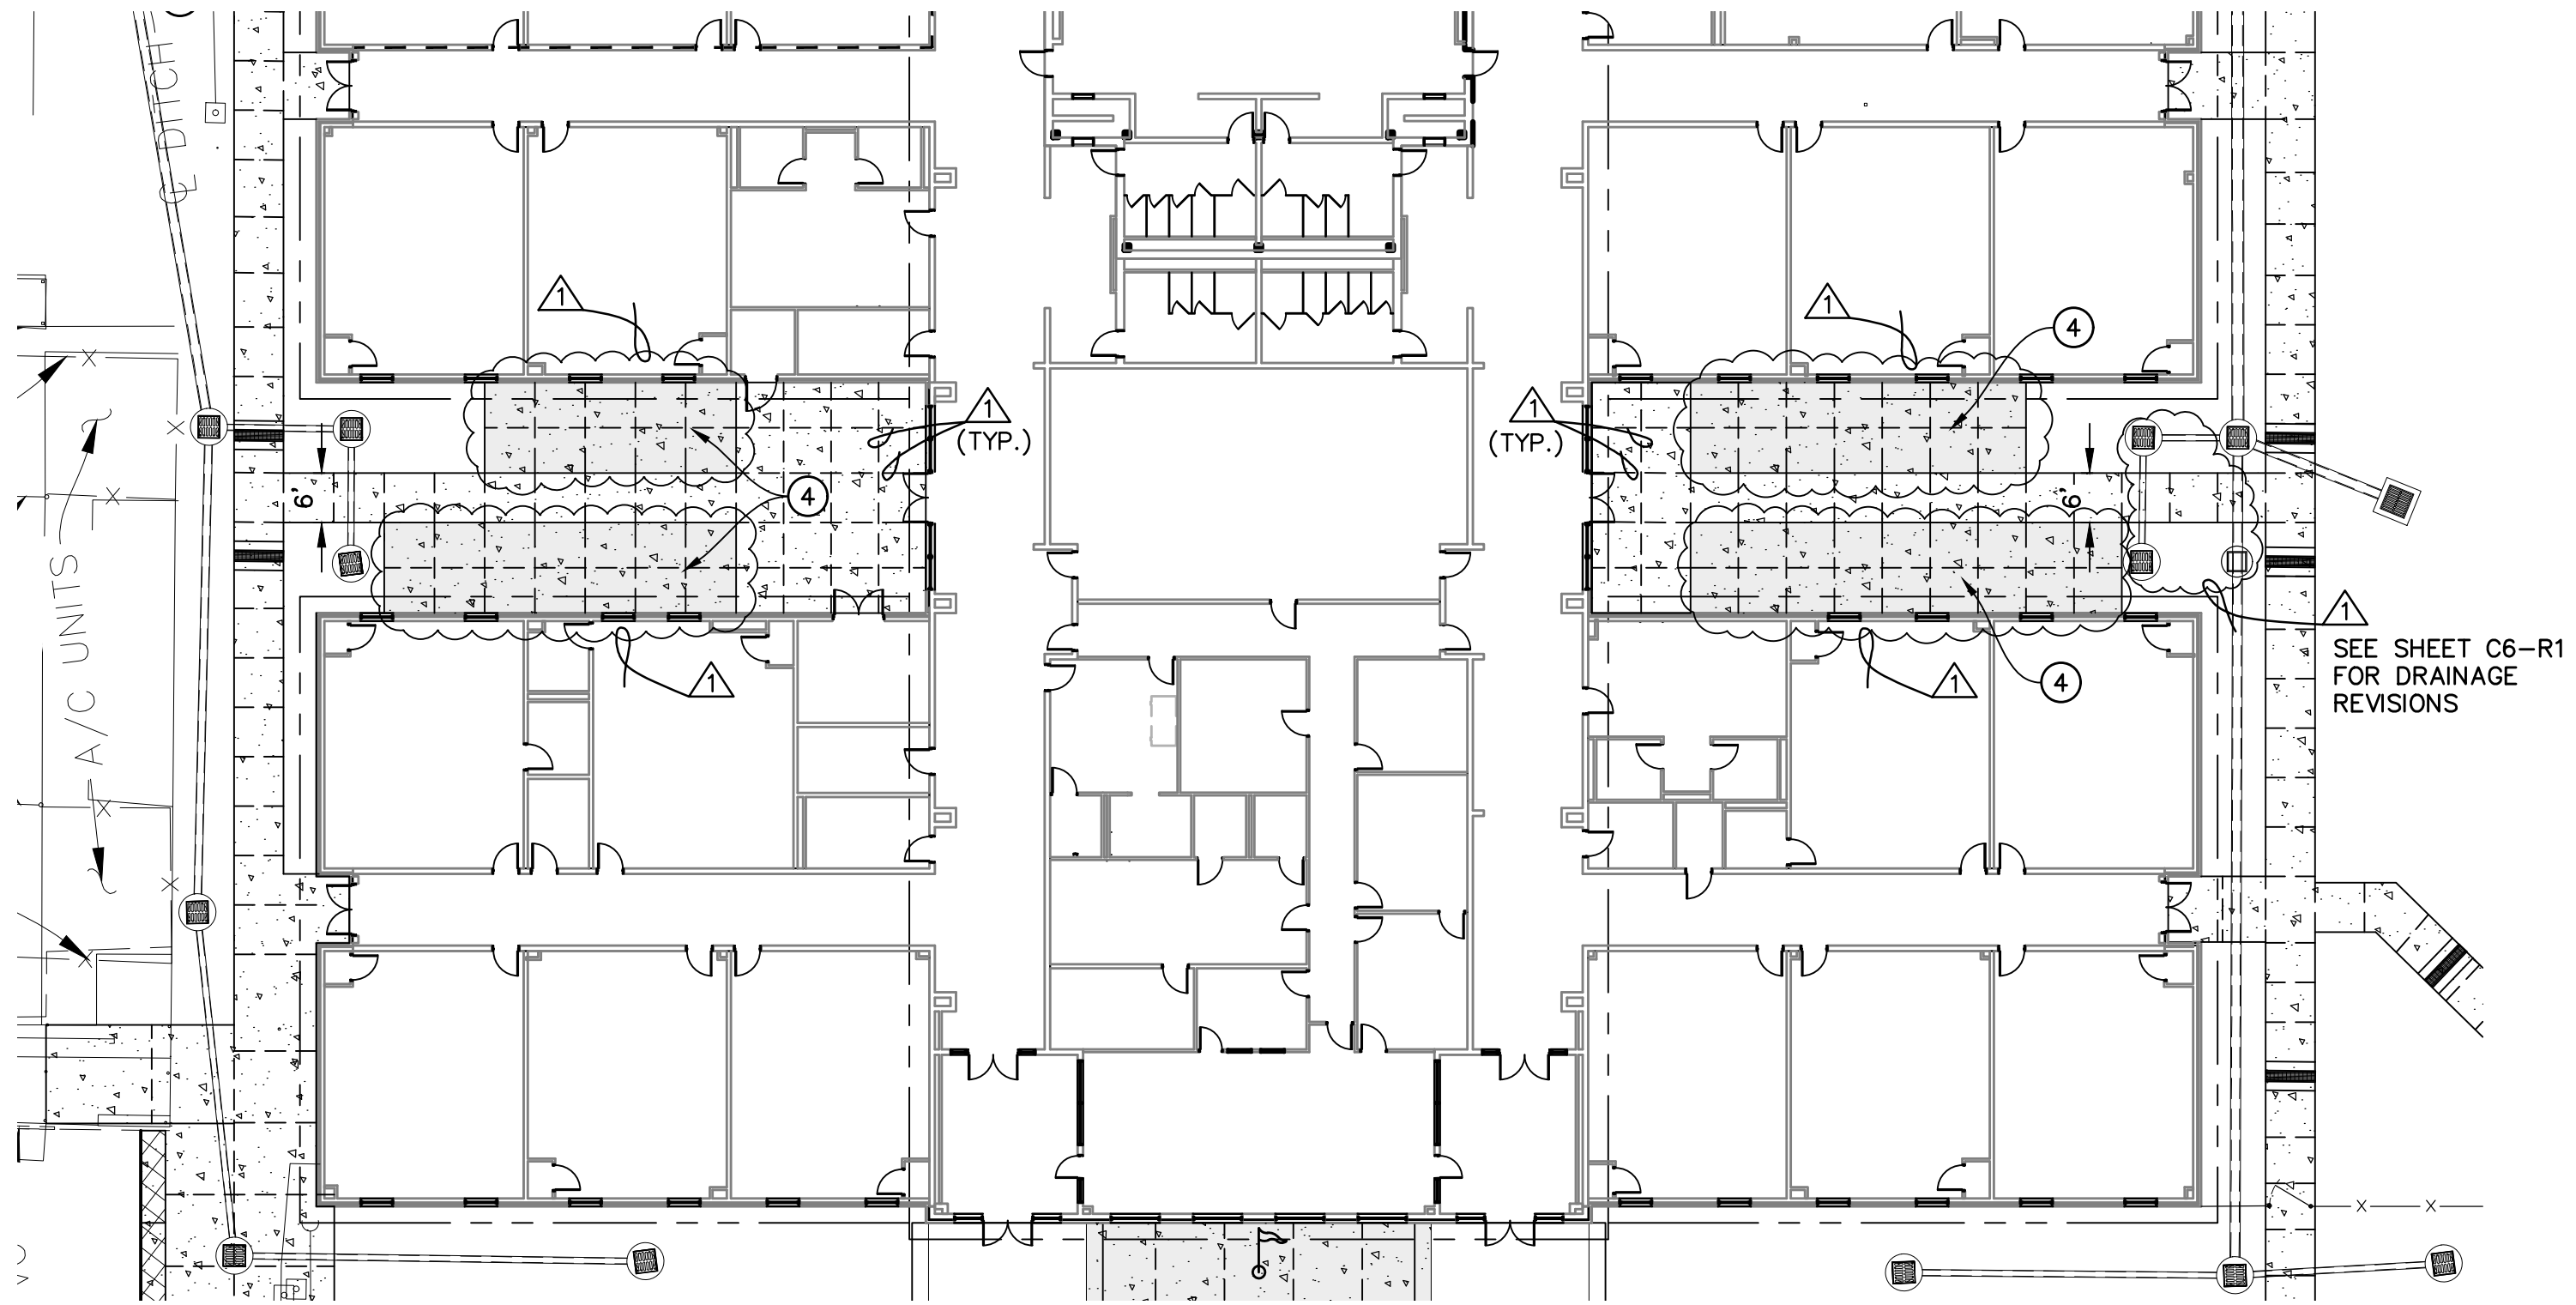 ℄ DITCH
1
1
4
1
(TYP.)
1
(TYP.)
6'
4
6'
A/C UNITS
1
1
4
1
SEE SHEET C6-R1
FOR DRAINAGE
REVISIONS